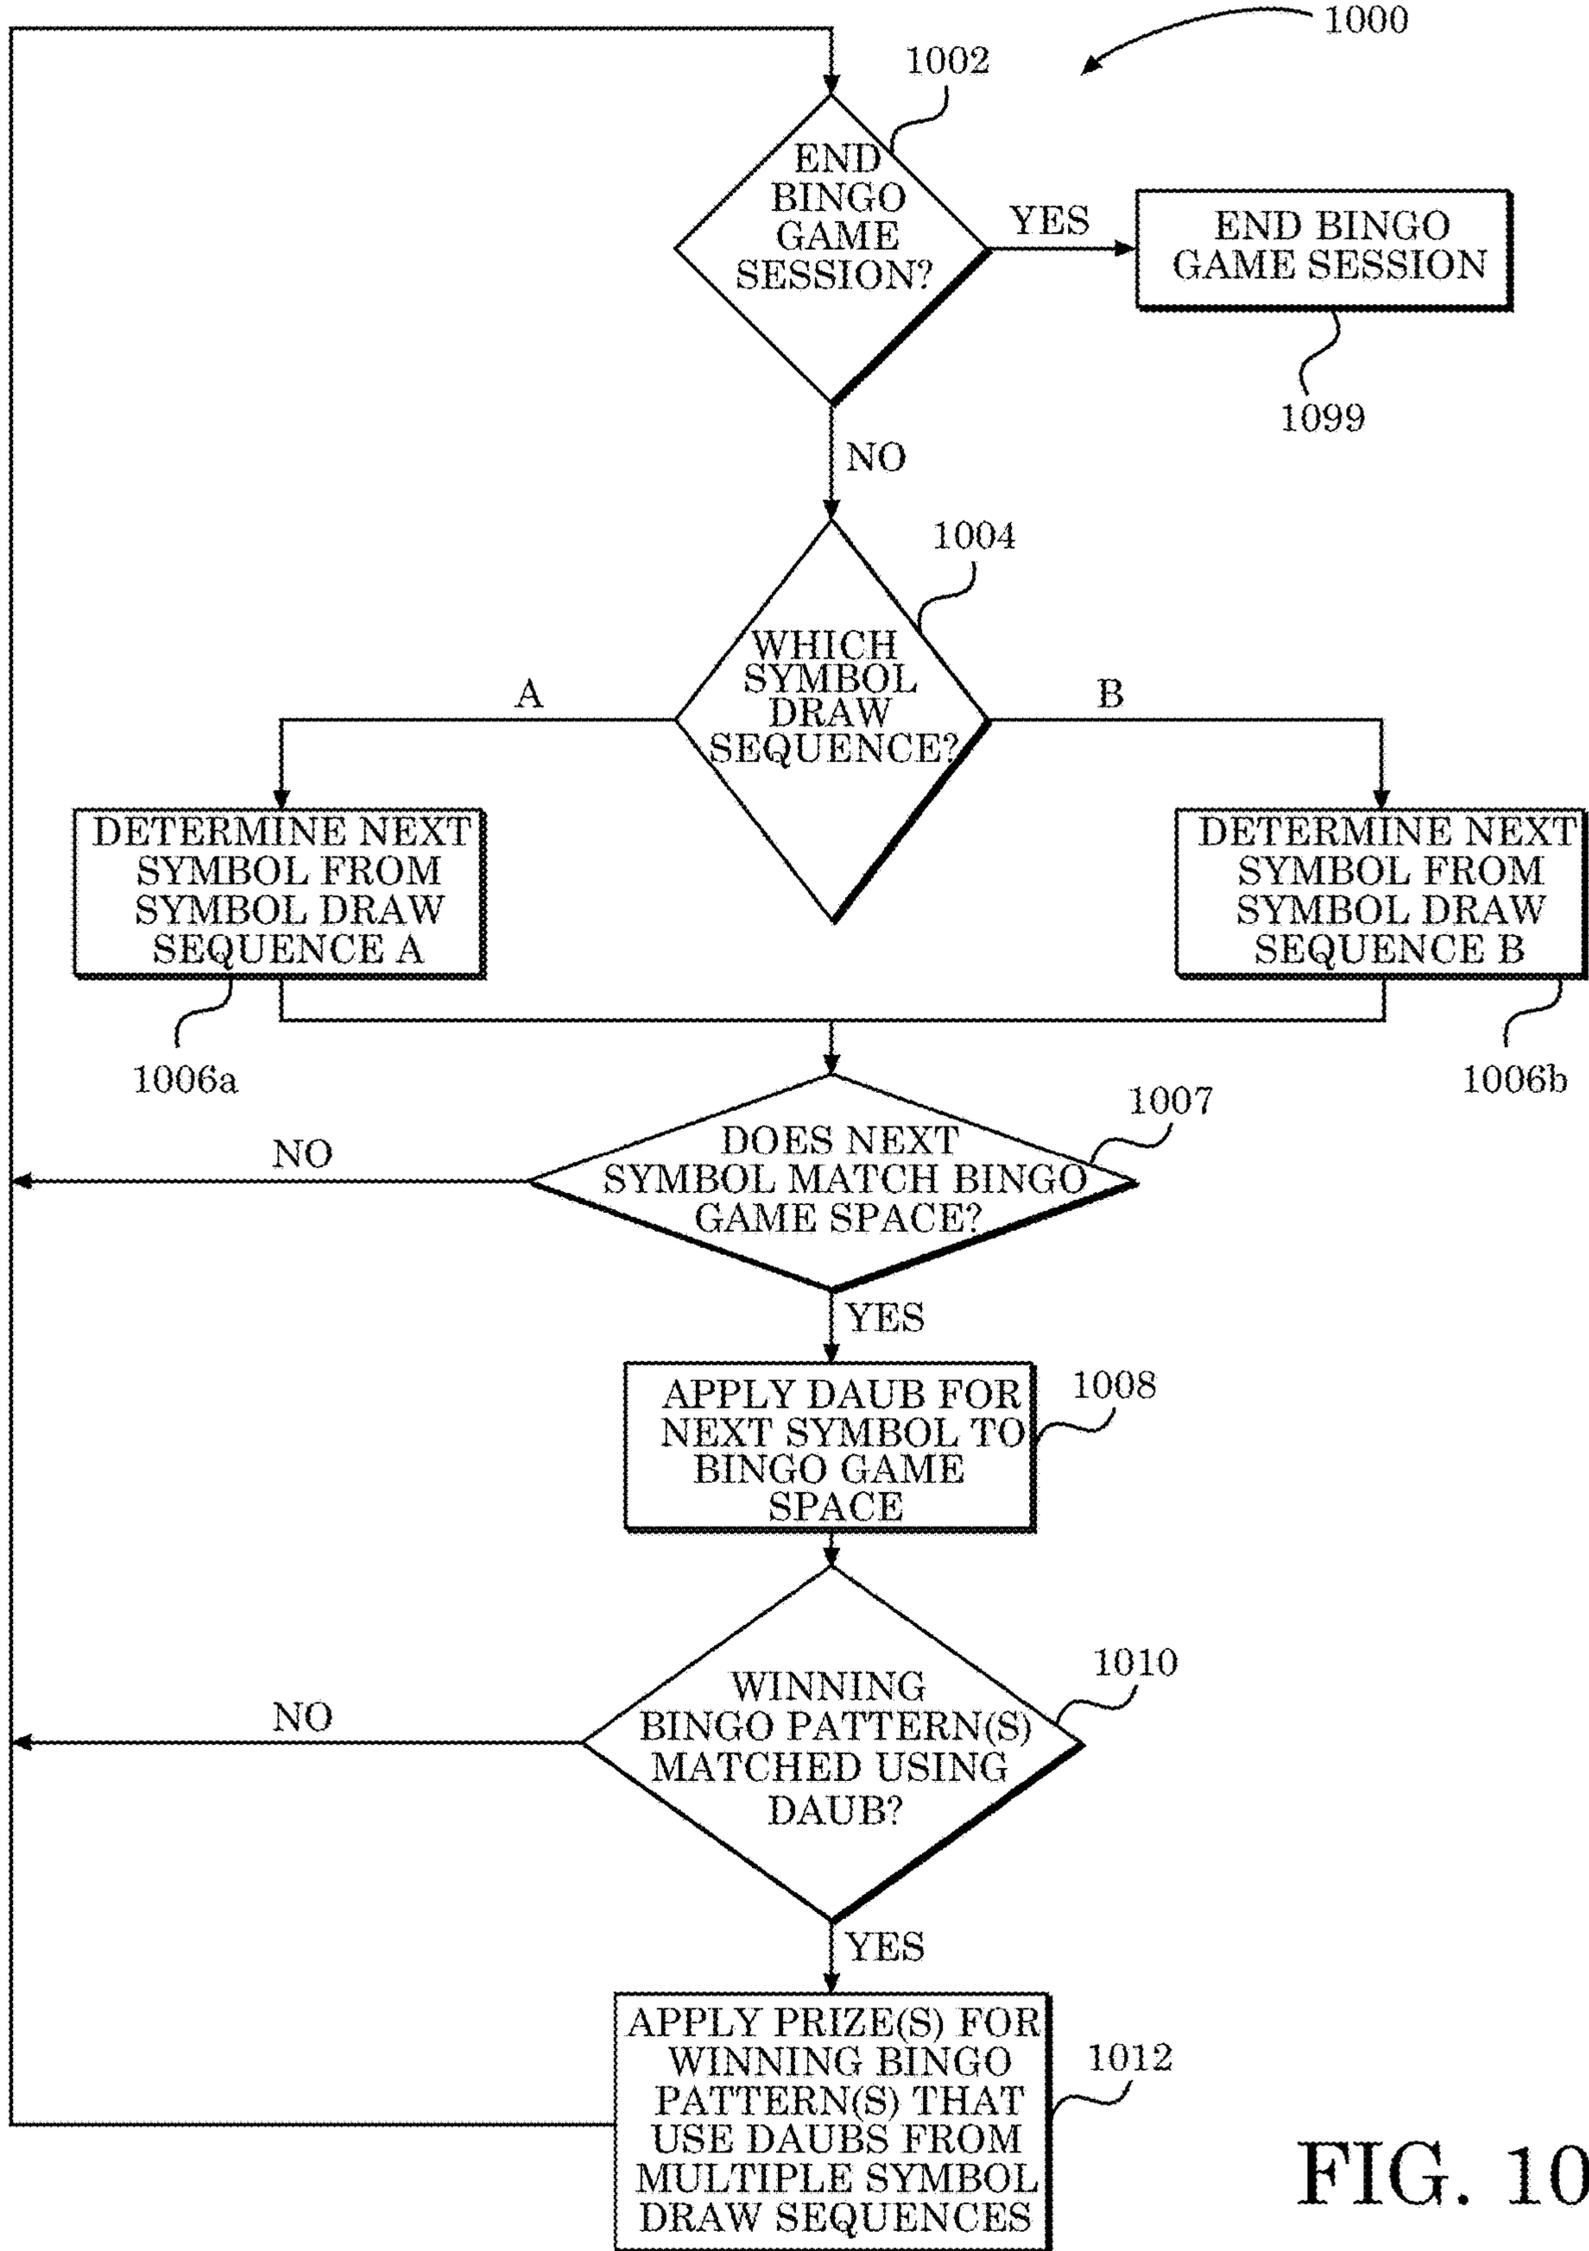 1000
1002
END
BINGO
GAME
SESSION?
YES
END BINGO
GAME SESSION
1099
NO
1004
WHICH
SYMBOL
DRAW
SEQUENCE?
A
B
DETERMINE NEXT
SYMBOL FROM
SYMBOL DRAW
SEQUENCE A
DETERMINE NEXT
SYMBOL FROM
SYMBOL DRAW
SEQUENCE B
1006a
1006b
1007
DOES NEXT
SYMBOL MATCH BINGO
GAME SPACE?
NO
YES
APPLY DAUB FOR
NEXT SYMBOL TO
BINGO GAME
SPACE
1008
1010
WINNING
BINGO PATTERN(S)
MATCHED USING
DAUB?
NO
YES
APPLY PRIZE(S) FOR
WINNING BINGO
PATTERN(S) THAT
USE DAUBS FROM
MULTIPLE SYMBOL
DRAW SEQUENCES
1012
FIG. 10